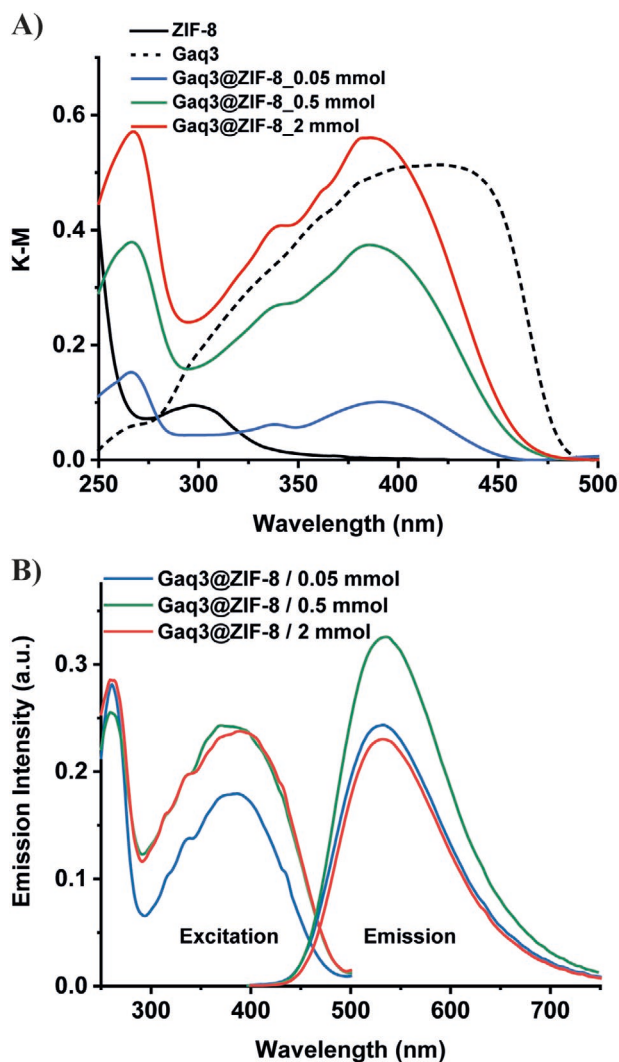 A)
ZIF-8
Gaq3
Gaq3@ZIF-8_0.05 mmol
Gaq3@ZIF-8_0.5 mmol
Gaq3@ZIF-8_2 mmol
K-M
0.6
0.4
0.2
0.0
250 300 350 400 450 500
Wavelength (nm)
B)
Gaq3@ZIF-8 / 0.05 mmol
Gaq3@ZIF-8 / 0.5 mmol
Gaq3@ZIF-8 / 2 mmol
Emission Intensity (a.u.)
0.3
0.2
0.1
0.0
Excitation Emission
300 400 500 600 700
Wavelength (nm)